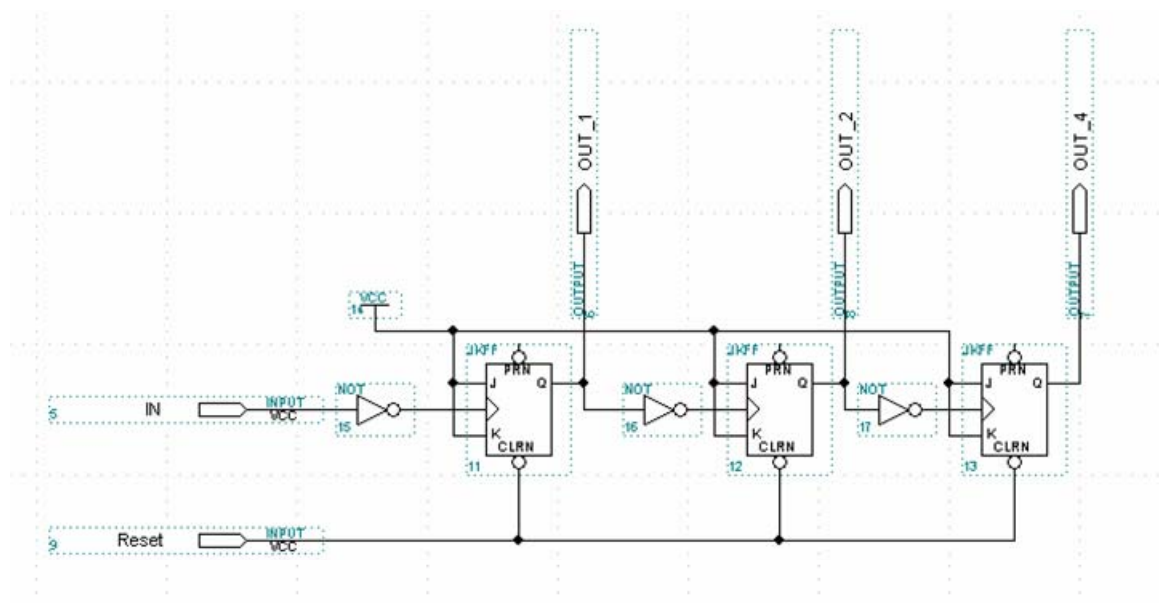 OUT_1
OUT_2
OUT_4
OUTPUT
OUTPUT
OUTPUT
VCC
14
JKFF
PRN
J
Q
K
CLRN
11
JKFF
PRN
J
Q
K
CLRN
12
JKFF
PRN
J
Q
K
CLRN
13
NOT
15
NOT
16
NOT
17
IN
INPUT
VCC
5
Reset
INPUT
VCC
9